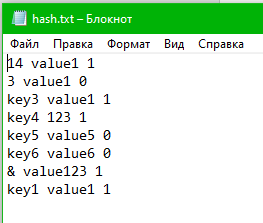 hash.txt – Блокнот
Файл Правка Формат Вид Справка
14 value1 1
3 value1 0
key3 value1 1
key4 123 1
key5 value5 0
key6 value6 0
& value123 1
key1 value1 1